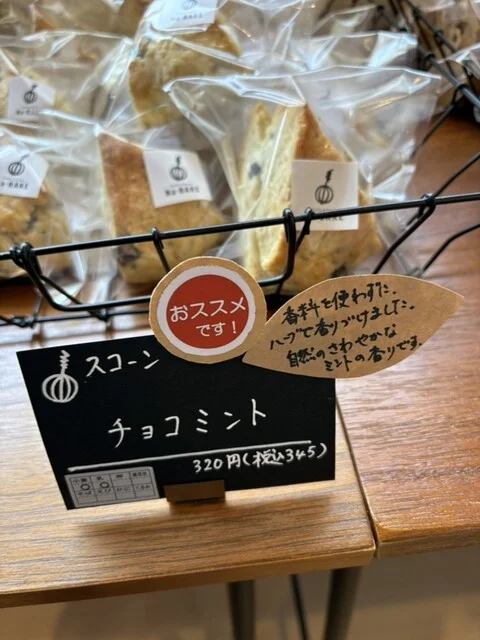 おススメ
です!
香料を使わずに、
ハーブで香りづけしました。
自然のさわやかな
ミントの香りです。
スコーン
チョコミント
320円(税込345)